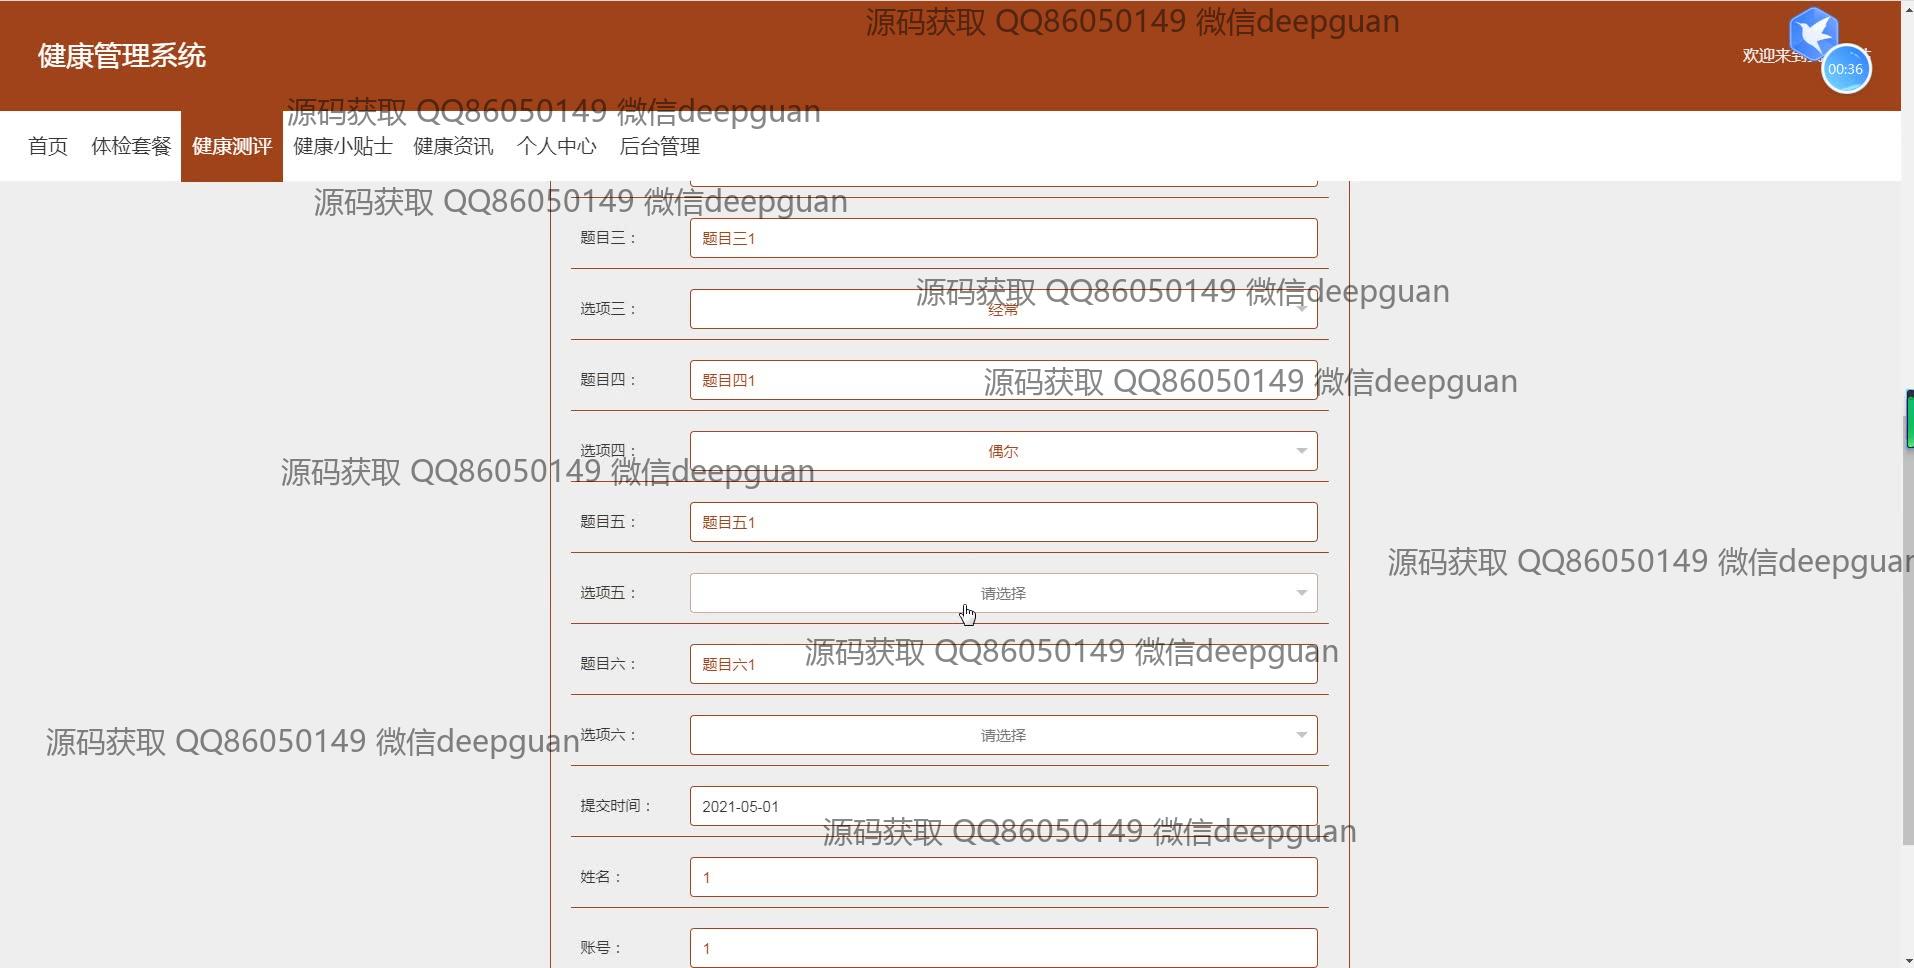 源码获取 QQ86050149 微信deepguan
健康管理系统
欢迎来到
00:36
源码获取 QQ86050149 微信deepguan
首页 体检套餐 健康测评 健康小贴士 健康资讯 个人中心 后台管理
源码获取 QQ86050149 微信deepguan
题目三： 题目三1
源码获取 QQ86050149 微信deepguan
选项三： 经常
题目四： 题目四1
源码获取 QQ86050149 微信deepguan
选项四： 偶尔
源码获取 QQ86050149 微信deepguan
题目五： 题目五1
源码获取 QQ86050149 微信deepguan
选项五： 请选择
源码获取 QQ86050149 微信deepguan
题目六： 题目六1
选项六： 请选择
源码获取 QQ86050149 微信deepguan
提交时间： 2021-05-01
源码获取 QQ86050149 微信deepguan
姓名： 1
账号： 1